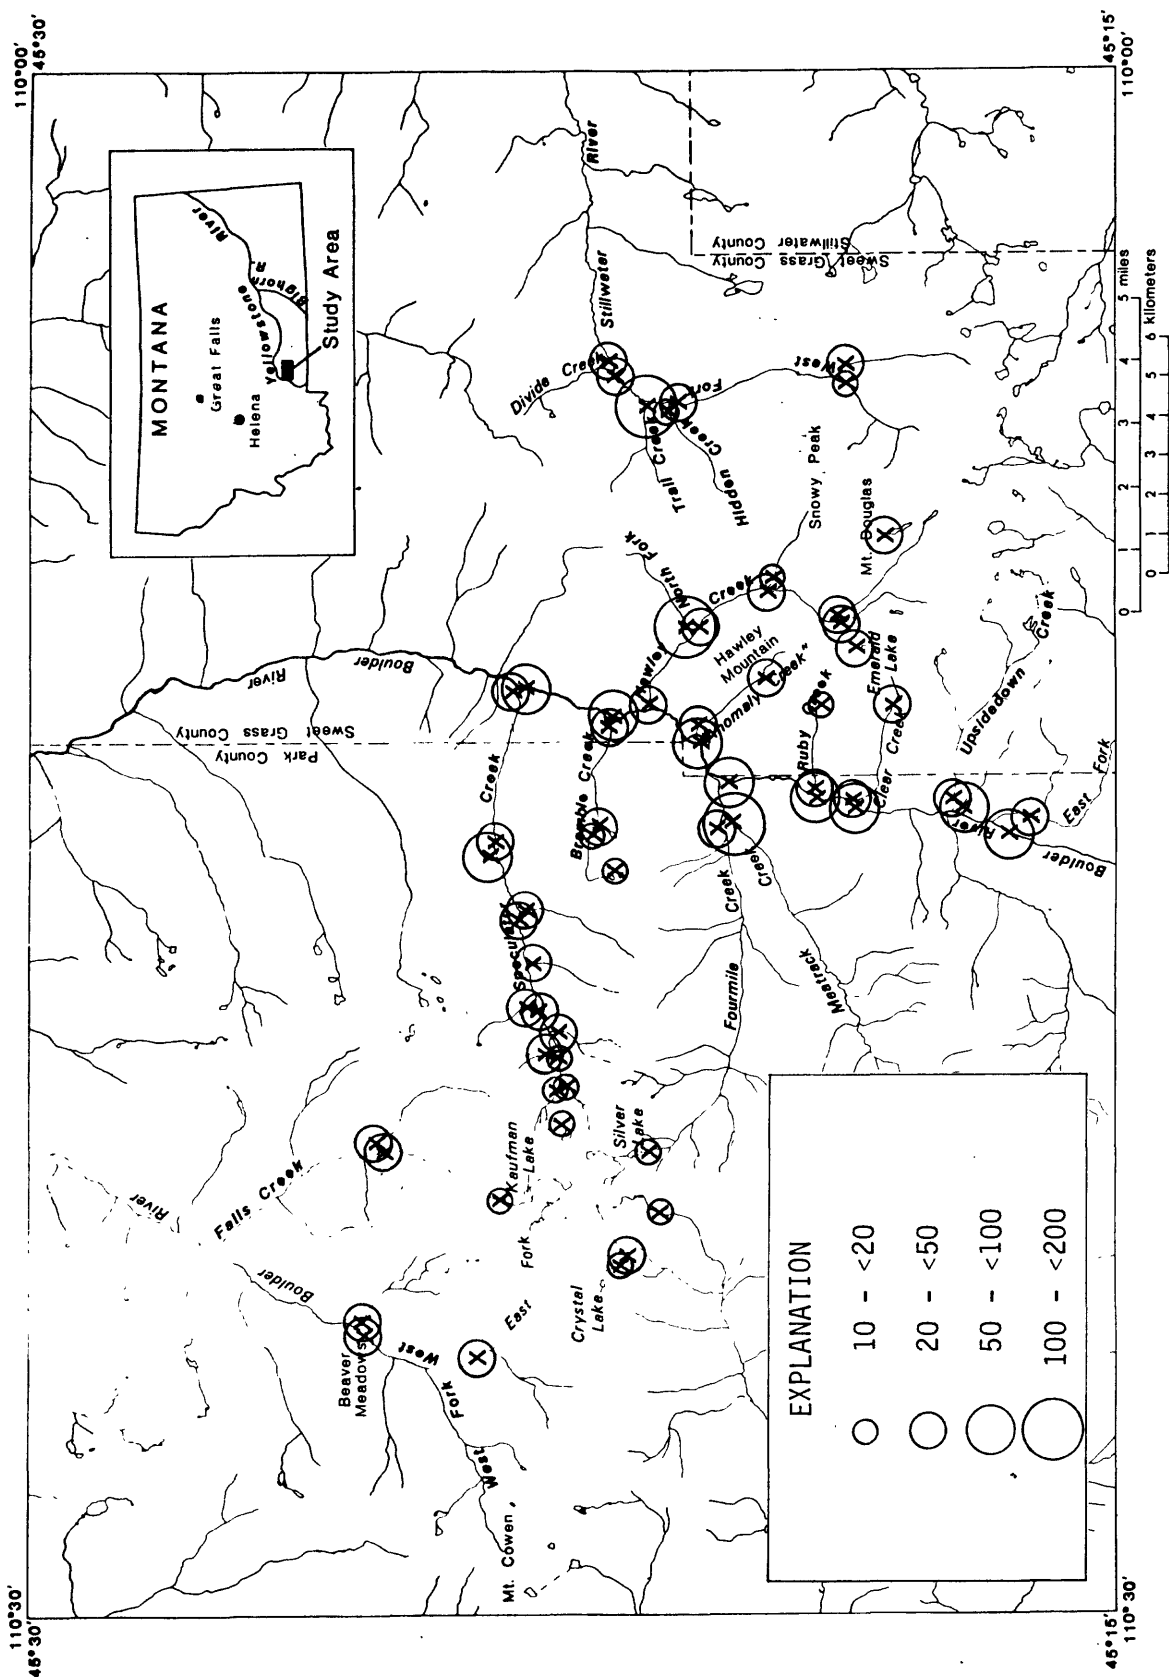 110°30'
45°30'
110°00'
45°30'
MONTANA
Great Falls
Helena
Yellowstone
River
Bighorn R.
Study Area
River
Boulder
Falls Creek
Beaver
Meadows
West
Fork
West
Mt. Cowen
East
Fork
Kaufman
Lake
Crystal
Lake
Silver
Lake
Park County
Sweet Grass County
River
Boulder
Creek
Specularite
Bramble Creek
Hawley
Creek
North Fork
Hawley
Mountain
"Anomaly Creek"
Divide Creek
Stillwater
River
Trail Creek
Hidden Creek
West
Fork
Snowy Peak
Mt. Douglas
Emerald
Lake
Ruby
Creek
Clear Creek
Fourmile
Creek
Meatrack
Creek
Upsidedown
Creek
East
Fork
Boulder
River
Sweet Grass County
Stillwater County
EXPLANATION
10 - <20
20 - <50
50 - <100
100 - <200
0 1 2 3 4 5 miles
0 1 2 3 4 5 6 kilometers
45°15'
110°30'
45°15'
110°00'